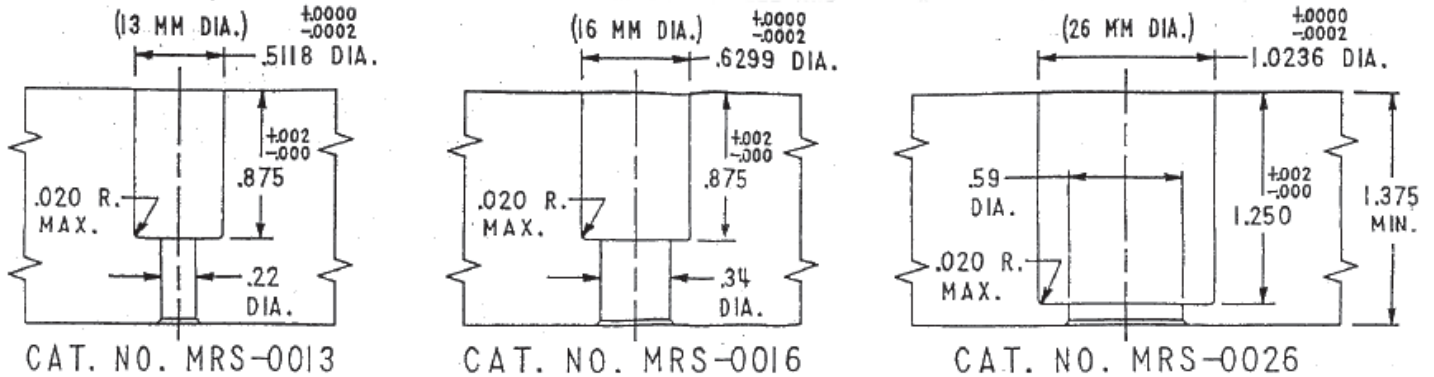 (13 MM DIA.)
+.0000
-.0002
.5118 DIA.
+.002
-.000
.875
.020 R.
MAX.
.22
DIA.
CAT. NO. MRS-0013
(16 MM DIA.)
+.0000
-.0002
.6299 DIA.
+.002
-.000
.875
.020 R.
MAX.
.34
DIA.
CAT. NO. MRS-0016
(26 MM DIA.)
+.0000
-.0002
1.0236 DIA.
.59
DIA.
+.002
-.000
1.250
1.375
MIN.
.020 R.
MAX.
CAT. NO. MRS-0026